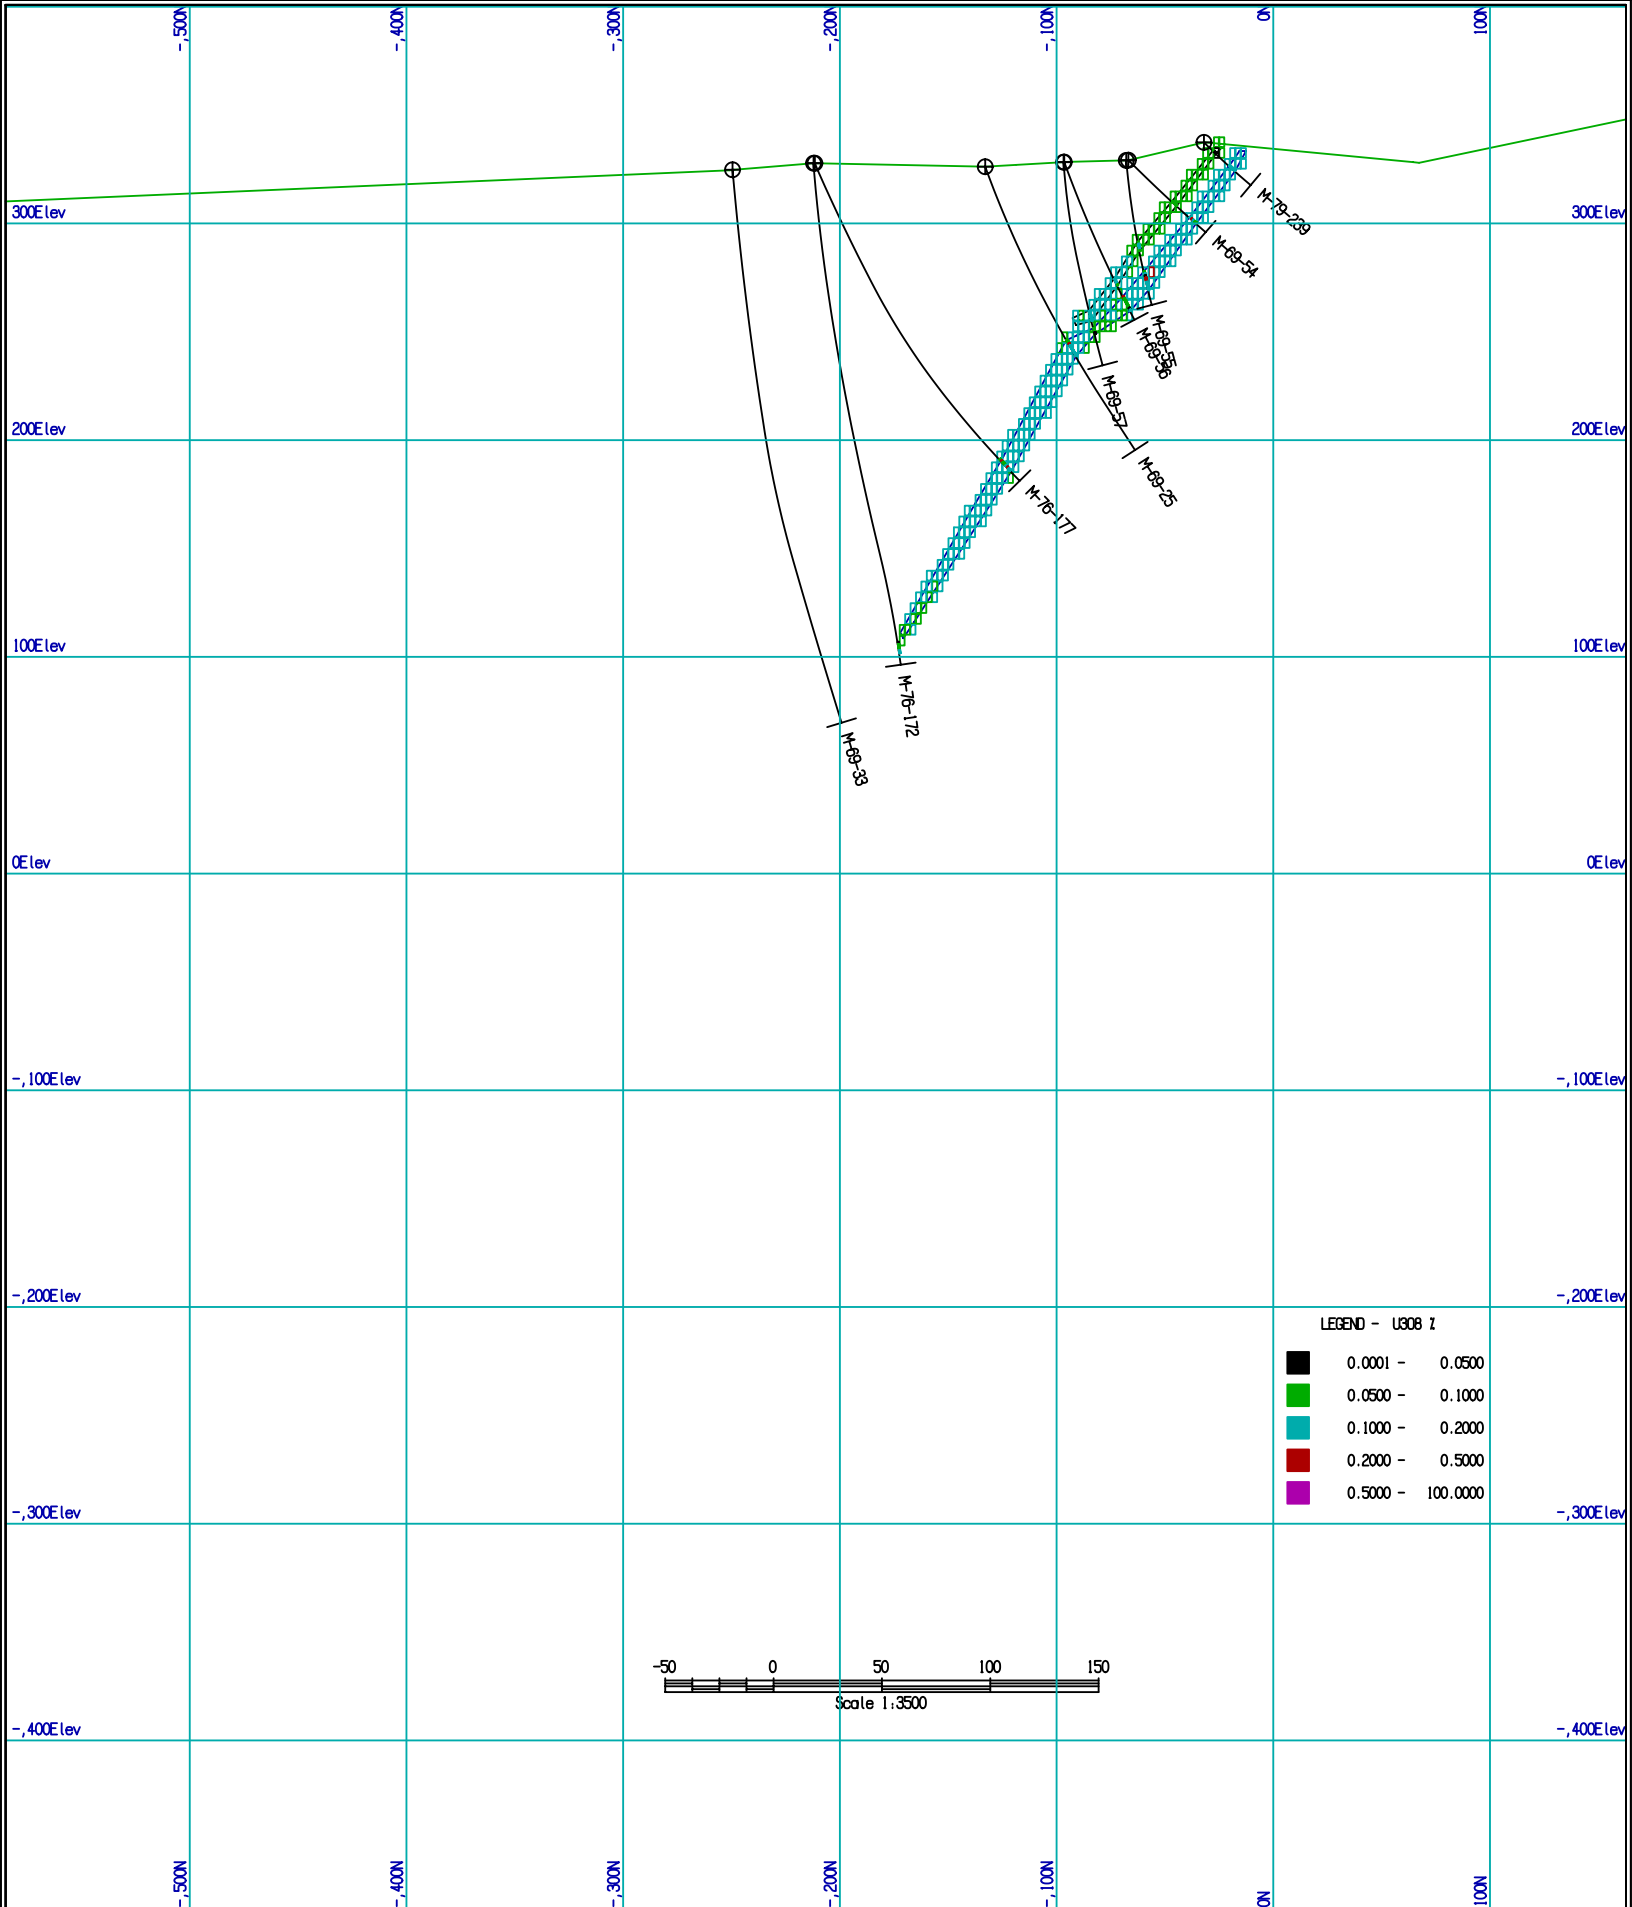 -,500N
-,400N
-,300N
-,200N
-,100N
0N
100N
300Elev
300Elev
M-79-239
M-69-54
M-69-55
M-69-56
M-69-57
200Elev
200Elev
M-69-25
M-76-177
100Elev
100Elev
M-76-172
M-69-33
0Elev
0Elev
-,100Elev
-,100Elev
-,200Elev
-,200Elev
LEGEND - U3O8 %
0.0001 - 0.0500
0.0500 - 0.1000
0.1000 - 0.2000
0.2000 - 0.5000
0.5000 - 100.0000
-,300Elev
-,300Elev
-50 0 50 100 150
Scale 1:3500
-,400Elev
-,400Elev
-,500N
-,400N
-,300N
-,200N
-,100N
0N
100N